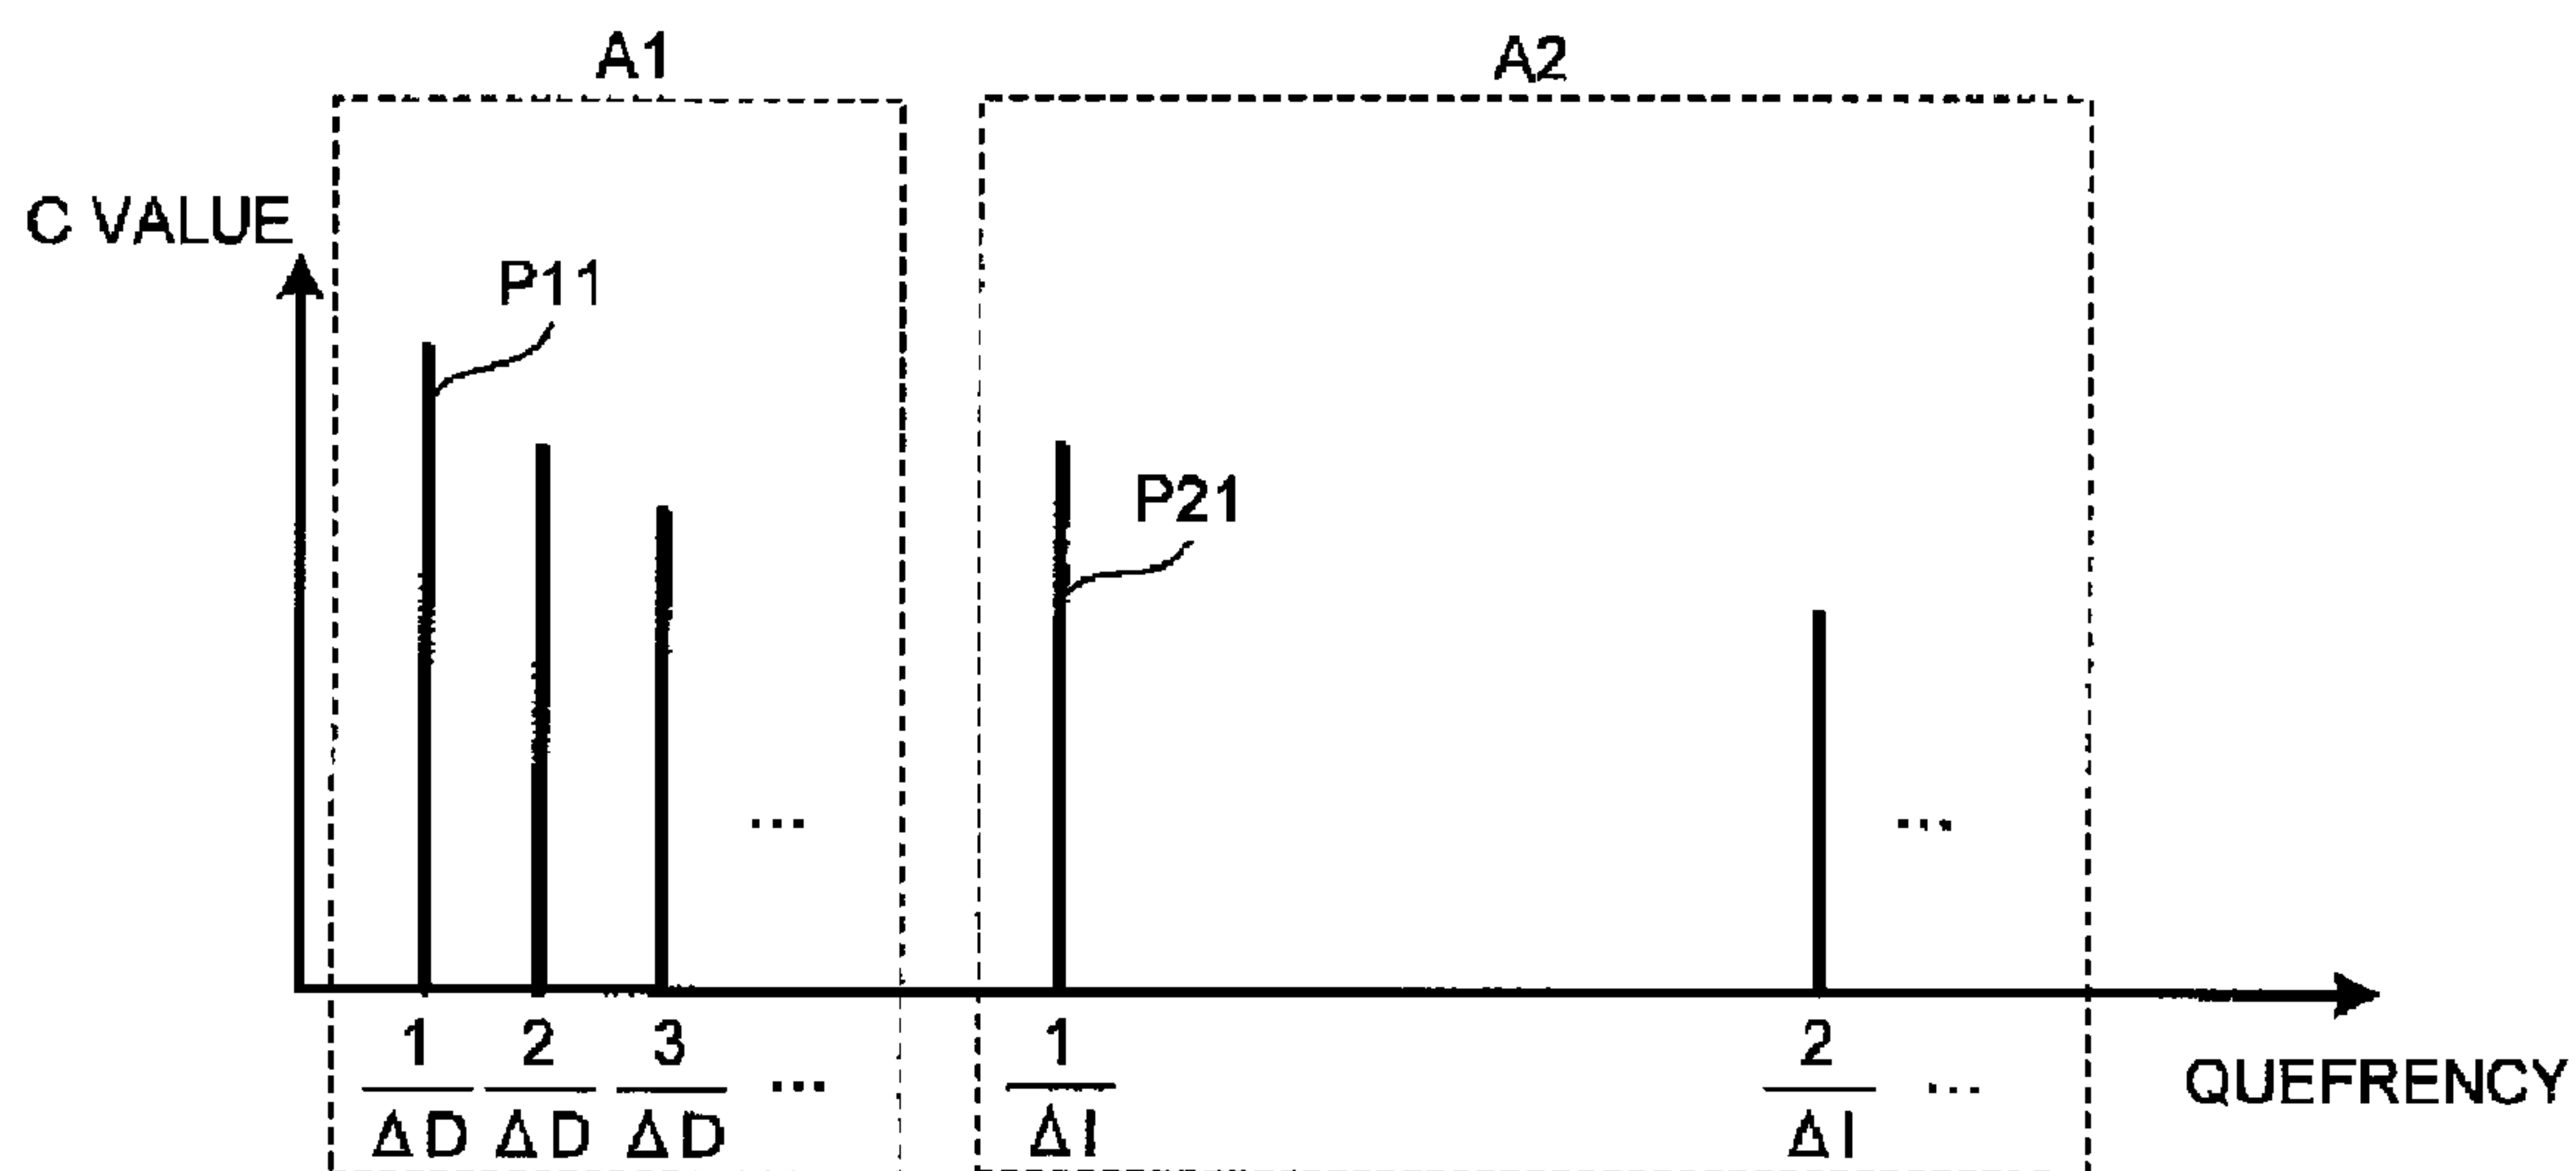 A1
A2
C VALUE
P11
P21
...
...
1 2 3 ... 1 2 ...
ΔD ΔD ΔD ΔI ΔI
QUEFRENCY